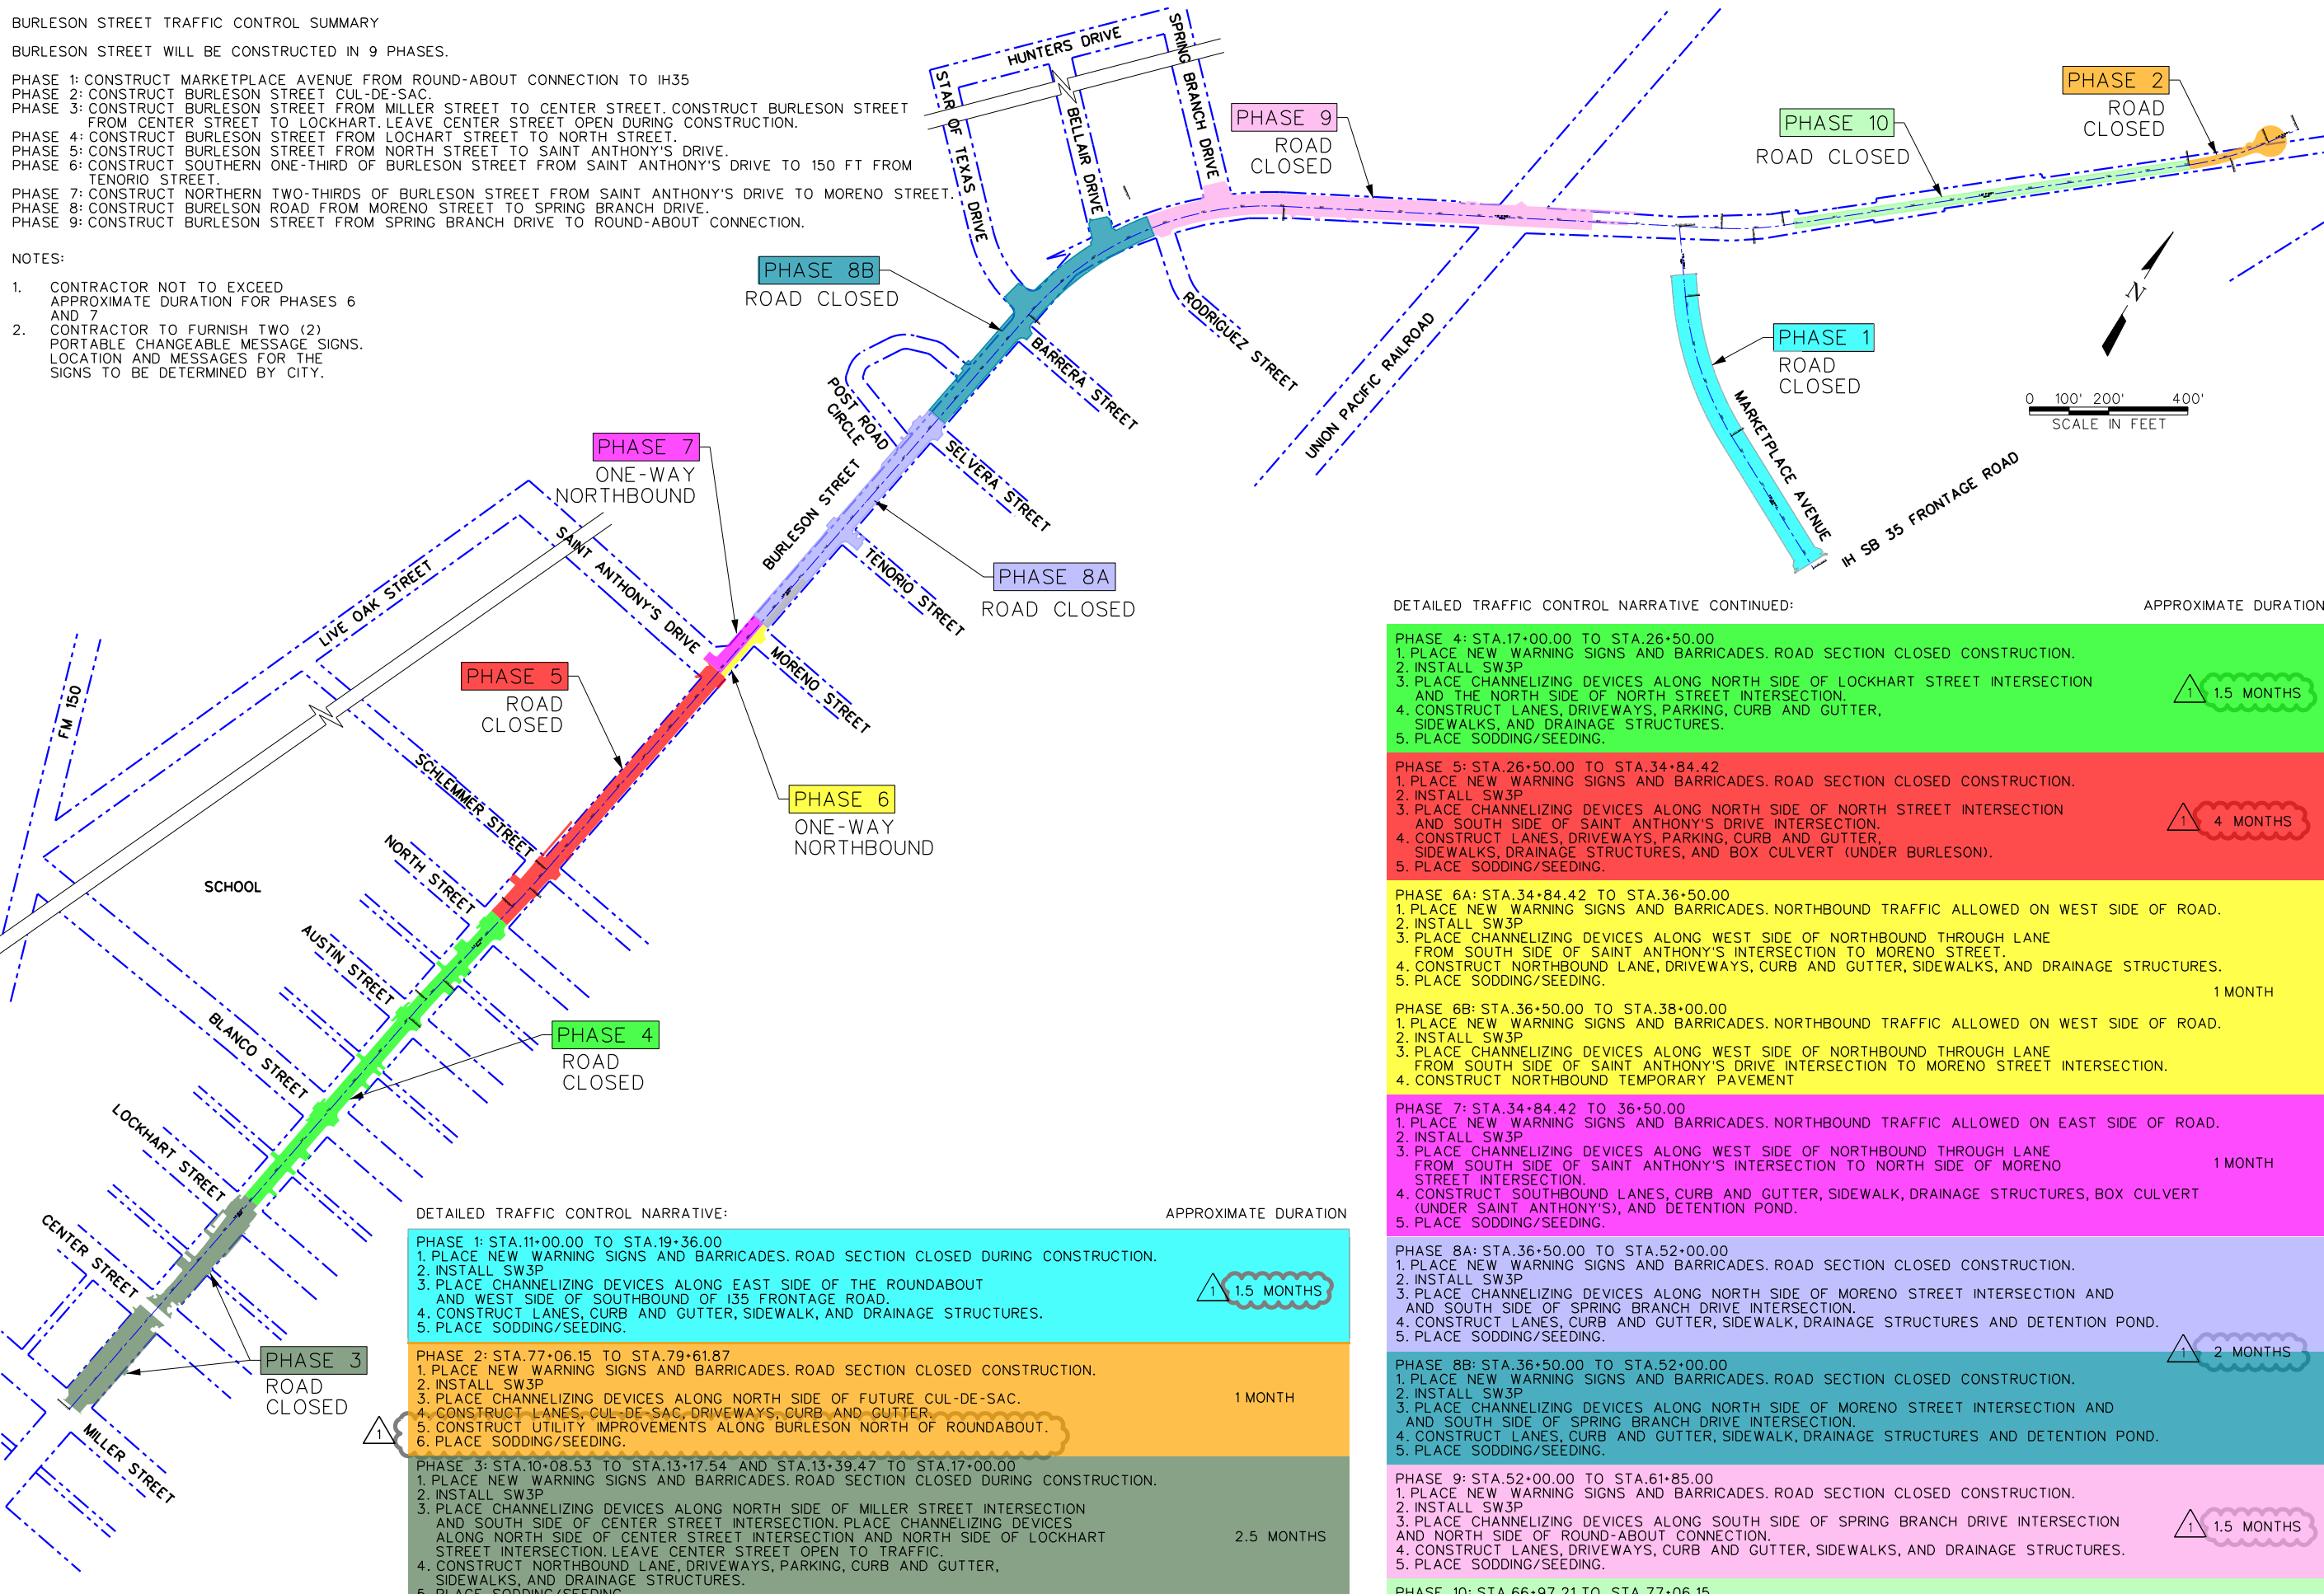 BURLESON STREET TRAFFIC CONTROL SUMMARY
BURLESON STREET WILL BE CONSTRUCTED IN 9 PHASES.
PHASE 1: CONSTRUCT MARKETPLACE AVENUE FROM ROUND-ABOUT CONNECTION TO IH35
PHASE 2: CONSTRUCT BURLESON STREET CUL-DE-SAC.
PHASE 3: CONSTRUCT BURLESON STREET FROM MILLER STREET TO CENTER STREET. CONSTRUCT BURLESON STREET
FROM CENTER STREET TO LOCKHART. LEAVE CENTER STREET OPEN DURING CONSTRUCTION.
PHASE 4: CONSTRUCT BURLESON STREET FROM LOCHART STREET TO NORTH STREET.
PHASE 5: CONSTRUCT BURLESON STREET FROM NORTH STREET TO SAINT ANTHONY'S DRIVE.
PHASE 6: CONSTRUCT SOUTHERN ONE-THIRD OF BURLESON STREET FROM SAINT ANTHONY'S DRIVE TO 150 FT FROM
TENORIO STREET.
PHASE 7: CONSTRUCT NORTHERN TWO-THIRDS OF BURLESON STREET FROM SAINT ANTHONY'S DRIVE TO MORENO STREET.
PHASE 8: CONSTRUCT BURELSON ROAD FROM MORENO STREET TO SPRING BRANCH DRIVE.
PHASE 9: CONSTRUCT BURLESON STREET FROM SPRING BRANCH DRIVE TO ROUND-ABOUT CONNECTION.
NOTES:
1. CONTRACTOR NOT TO EXCEED
APPROXIMATE DURATION FOR PHASES 6
AND 7
2. CONTRACTOR TO FURNISH TWO (2)
PORTABLE CHANGEABLE MESSAGE SIGNS.
LOCATION AND MESSAGES FOR THE
SIGNS TO BE DETERMINED BY CITY.
HUNTERS DRIVE
STAR OF TEXAS DRIVE
BELLAIR DRIVE
SPRING BRANCH DRIVE
PHASE 9
ROAD
CLOSED
PHASE 10
ROAD CLOSED
PHASE 2
ROAD
CLOSED
PHASE 8B
ROAD CLOSED
RODRIGUEZ STREET
BARRERA STREET
UNION PACIFIC RAILROAD
PHASE 1
ROAD
CLOSED
MARKETPLACE AVENUE
IH SB 35 FRONTAGE ROAD
N
0 100' 200' 400'
SCALE IN FEET
POST ROAD
CIRCLE
SELVERA STREET
PHASE 7
ONE-WAY
NORTHBOUND
BURLESON STREET
TENORIO STREET
PHASE 8A
ROAD CLOSED
SAINT ANTHONY'S DRIVE
LIVE OAK STREET
MORENO STREET
FM 150
PHASE 5
ROAD
CLOSED
PHASE 6
ONE-WAY
NORTHBOUND
SCHLEMMER STREET
NORTH STREET
SCHOOL
AUSTIN STREET
BLANCO STREET
PHASE 4
ROAD
CLOSED
LOCKHART STREET
CENTER STREET
PHASE 3
ROAD
CLOSED
MILLER STREET
DETAILED TRAFFIC CONTROL NARRATIVE: APPROXIMATE DURATION
PHASE 1: STA.11+00.00 TO STA.19+36.00
1. PLACE NEW WARNING SIGNS AND BARRICADES. ROAD SECTION CLOSED DURING CONSTRUCTION.
2. INSTALL SW3P
3. PLACE CHANNELIZING DEVICES ALONG EAST SIDE OF THE ROUNDABOUT
AND WEST SIDE OF SOUTHBOUND OF I35 FRONTAGE ROAD.
4. CONSTRUCT LANES, CURB AND GUTTER, SIDEWALK, AND DRAINAGE STRUCTURES.
5. PLACE SODDING/SEEDING.
1 1.5 MONTHS
PHASE 2: STA.77+06.15 TO STA.79+61.87
1. PLACE NEW WARNING SIGNS AND BARRICADES. ROAD SECTION CLOSED CONSTRUCTION.
2. INSTALL SW3P
3. PLACE CHANNELIZING DEVICES ALONG NORTH SIDE OF FUTURE CUL-DE-SAC.
4. CONSTRUCT LANES, CUL-DE-SAC, DRIVEWAYS, CURB AND GUTTER.
5. CONSTRUCT UTILITY IMPROVEMENTS ALONG BURLESON NORTH OF ROUNDABOUT.
6. PLACE SODDING/SEEDING.
1 MONTH
1
PHASE 3: STA.10+08.53 TO STA.13+17.54 AND STA.13+39.47 TO STA.17+00.00
1. PLACE NEW WARNING SIGNS AND BARRICADES. ROAD SECTION CLOSED DURING CONSTRUCTION.
2. INSTALL SW3P
3. PLACE CHANNELIZING DEVICES ALONG NORTH SIDE OF MILLER STREET INTERSECTION
AND SOUTH SIDE OF CENTER STREET INTERSECTION. PLACE CHANNELIZING DEVICES
ALONG NORTH SIDE OF CENTER STREET INTERSECTION AND NORTH SIDE OF LOCKHART
STREET INTERSECTION. LEAVE CENTER STREET OPEN TO TRAFFIC.
4. CONSTRUCT NORTHBOUND LANE, DRIVEWAYS, PARKING, CURB AND GUTTER,
SIDEWALKS, AND DRAINAGE STRUCTURES.
5. PLACE SODDING/SEEDING
2.5 MONTHS
DETAILED TRAFFIC CONTROL NARRATIVE CONTINUED: APPROXIMATE DURATION
PHASE 4: STA.17+00.00 TO STA.26+50.00
1. PLACE NEW WARNING SIGNS AND BARRICADES. ROAD SECTION CLOSED CONSTRUCTION.
2. INSTALL SW3P
3. PLACE CHANNELIZING DEVICES ALONG NORTH SIDE OF LOCKHART STREET INTERSECTION
AND THE NORTH SIDE OF NORTH STREET INTERSECTION.
4. CONSTRUCT LANES, DRIVEWAYS, PARKING, CURB AND GUTTER,
SIDEWALKS, AND DRAINAGE STRUCTURES.
5. PLACE SODDING/SEEDING.
1 1.5 MONTHS
PHASE 5: STA.26+50.00 TO STA.34+84.42
1. PLACE NEW WARNING SIGNS AND BARRICADES. ROAD SECTION CLOSED CONSTRUCTION.
2. INSTALL SW3P
3. PLACE CHANNELIZING DEVICES ALONG NORTH SIDE OF NORTH STREET INTERSECTION
AND SOUTH SIDE OF SAINT ANTHONY'S DRIVE INTERSECTION.
4. CONSTRUCT LANES, DRIVEWAYS, PARKING, CURB AND GUTTER,
SIDEWALKS, DRAINAGE STRUCTURES, AND BOX CULVERT (UNDER BURLESON).
5. PLACE SODDING/SEEDING.
1 4 MONTHS
PHASE 6A: STA.34+84.42 TO STA.36+50.00
1. PLACE NEW WARNING SIGNS AND BARRICADES. NORTHBOUND TRAFFIC ALLOWED ON WEST SIDE OF ROAD.
2. INSTALL SW3P
3. PLACE CHANNELIZING DEVICES ALONG WEST SIDE OF NORTHBOUND THROUGH LANE
FROM SOUTH SIDE OF SAINT ANTHONY'S INTERSECTION TO MORENO STREET.
4. CONSTRUCT NORTHBOUND LANE, DRIVEWAYS, CURB AND GUTTER, SIDEWALKS, AND DRAINAGE STRUCTURES.
5. PLACE SODDING/SEEDING.
1 MONTH
PHASE 6B: STA.36+50.00 TO STA.38+00.00
1. PLACE NEW WARNING SIGNS AND BARRICADES. NORTHBOUND TRAFFIC ALLOWED ON WEST SIDE OF ROAD.
2. INSTALL SW3P
3. PLACE CHANNELIZING DEVICES ALONG WEST SIDE OF NORTHBOUND THROUGH LANE
FROM SOUTH SIDE OF SAINT ANTHONY'S DRIVE INTERSECTION TO MORENO STREET INTERSECTION.
4. CONSTRUCT NORTHBOUND TEMPORARY PAVEMENT
PHASE 7: STA.34+84.42 TO 36+50.00
1. PLACE NEW WARNING SIGNS AND BARRICADES. NORTHBOUND TRAFFIC ALLOWED ON EAST SIDE OF ROAD.
2. INSTALL SW3P
3. PLACE CHANNELIZING DEVICES ALONG WEST SIDE OF NORTHBOUND THROUGH LANE
FROM SOUTH SIDE OF SAINT ANTHONY'S INTERSECTION TO NORTH SIDE OF MORENO
STREET INTERSECTION.
4. CONSTRUCT SOUTHBOUND LANES, CURB AND GUTTER, SIDEWALK, DRAINAGE STRUCTURES, BOX CULVERT
(UNDER SAINT ANTHONY'S), AND DETENTION POND.
5. PLACE SODDING/SEEDING.
1 MONTH
PHASE 8A: STA.36+50.00 TO STA.52+00.00
1. PLACE NEW WARNING SIGNS AND BARRICADES. ROAD SECTION CLOSED CONSTRUCTION.
2. INSTALL SW3P
3. PLACE CHANNELIZING DEVICES ALONG NORTH SIDE OF MORENO STREET INTERSECTION AND
AND SOUTH SIDE OF SPRING BRANCH DRIVE INTERSECTION.
4. CONSTRUCT LANES, CURB AND GUTTER, SIDEWALK, DRAINAGE STRUCTURES AND DETENTION POND.
5. PLACE SODDING/SEEDING.
1 2 MONTHS
PHASE 8B: STA.36+50.00 TO STA.52+00.00
1. PLACE NEW WARNING SIGNS AND BARRICADES. ROAD SECTION CLOSED CONSTRUCTION.
2. INSTALL SW3P
3. PLACE CHANNELIZING DEVICES ALONG NORTH SIDE OF MORENO STREET INTERSECTION AND
AND SOUTH SIDE OF SPRING BRANCH DRIVE INTERSECTION.
4. CONSTRUCT LANES, CURB AND GUTTER, SIDEWALK, DRAINAGE STRUCTURES AND DETENTION POND.
5. PLACE SODDING/SEEDING.
PHASE 9: STA.52+00.00 TO STA.61+85.00
1. PLACE NEW WARNING SIGNS AND BARRICADES. ROAD SECTION CLOSED CONSTRUCTION.
2. INSTALL SW3P
3. PLACE CHANNELIZING DEVICES ALONG SOUTH SIDE OF SPRING BRANCH DRIVE INTERSECTION
AND NORTH SIDE OF ROUND-ABOUT CONNECTION.
4. CONSTRUCT LANES, DRIVEWAYS, CURB AND GUTTER, SIDEWALKS, AND DRAINAGE STRUCTURES.
5. PLACE SODDING/SEEDING.
1 1.5 MONTHS
PHASE 10: STA.66+97.21 TO STA.77+06.15